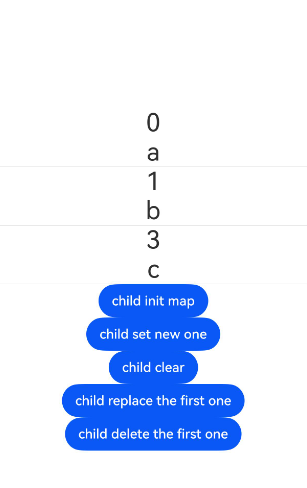 0
a
1
b
3
c
child init map
child set new one
child clear
child replace the first one
child delete the first one